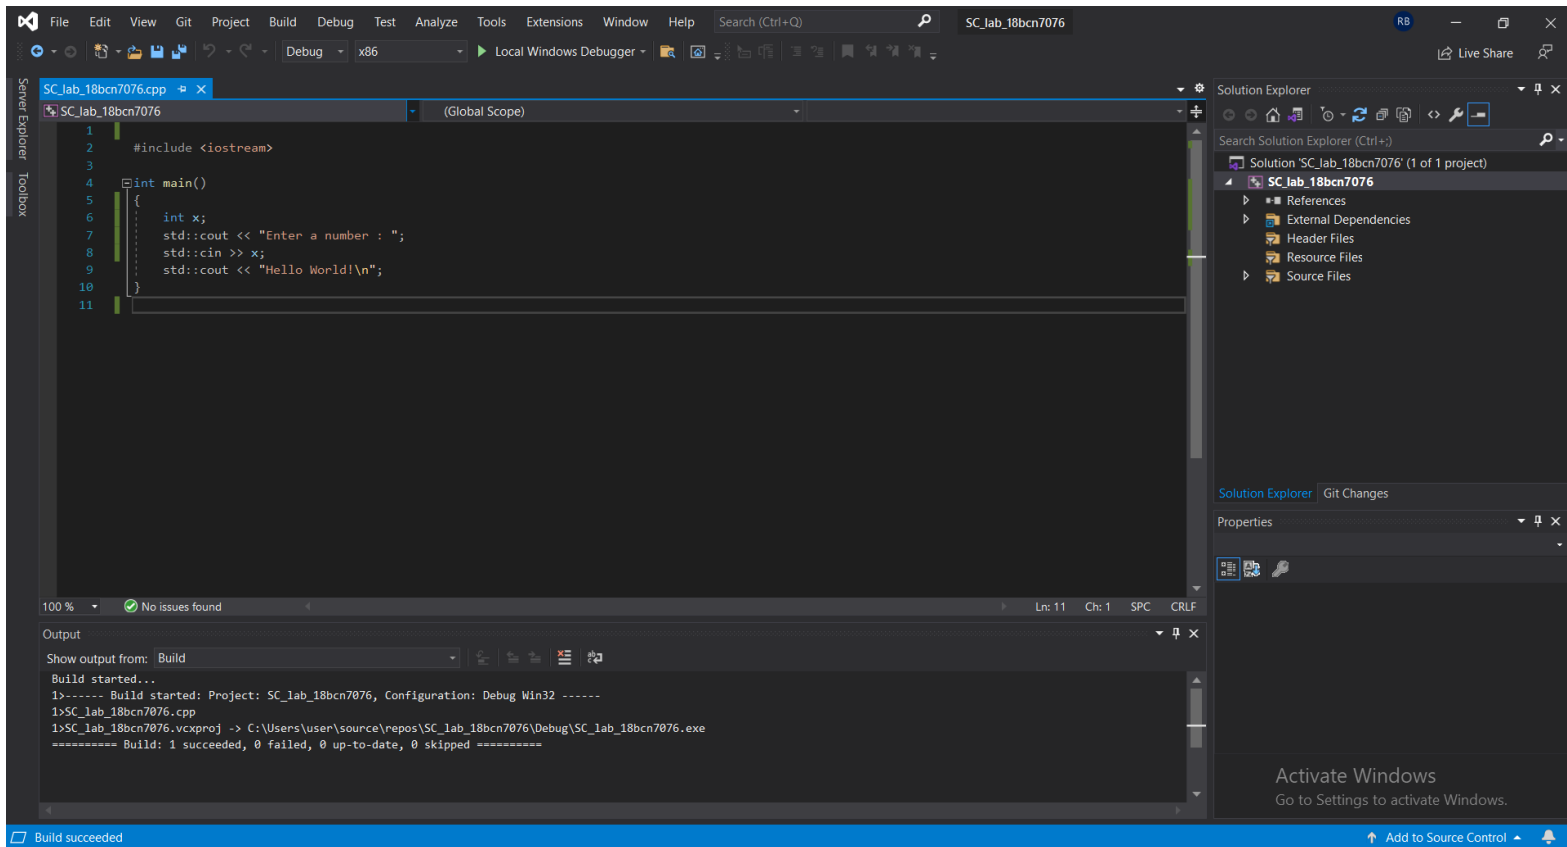 File Edit View Git Project Build Debug Test Analyze Tools Extensions Window Help Search (Ctrl+Q) SC_lab_18bcn7076 RB
Debug x86 Local Windows Debugger Live Share
Server Explorer
Toolbox
SC_lab_18bcn7076.cpp
SC_lab_18bcn7076 (Global Scope)
1
2 #include <iostream>
3
4 int main()
5 {
6 int x;
7 std::cout << "Enter a number : ";
8 std::cin >> x;
9 std::cout << "Hello World!\n";
10 }
11
100 % No issues found Ln: 11 Ch: 1 SPC CRLF
Output
Show output from: Build
Build started...
1>------ Build started: Project: SC_lab_18bcn7076, Configuration: Debug Win32 ------
1>SC_lab_18bcn7076.cpp
1>SC_lab_18bcn7076.vcxproj -> C:\Users\user\source\repos\SC_lab_18bcn7076\Debug\SC_lab_18bcn7076.exe
========== Build: 1 succeeded, 0 failed, 0 up-to-date, 0 skipped ==========
Solution Explorer
Search Solution Explorer (Ctrl+;)
Solution 'SC_lab_18bcn7076' (1 of 1 project)
SC_lab_18bcn7076
References
External Dependencies
Header Files
Resource Files
Source Files
Solution Explorer Git Changes
Properties
Activate Windows
Go to Settings to activate Windows.
Build succeeded Add to Source Control